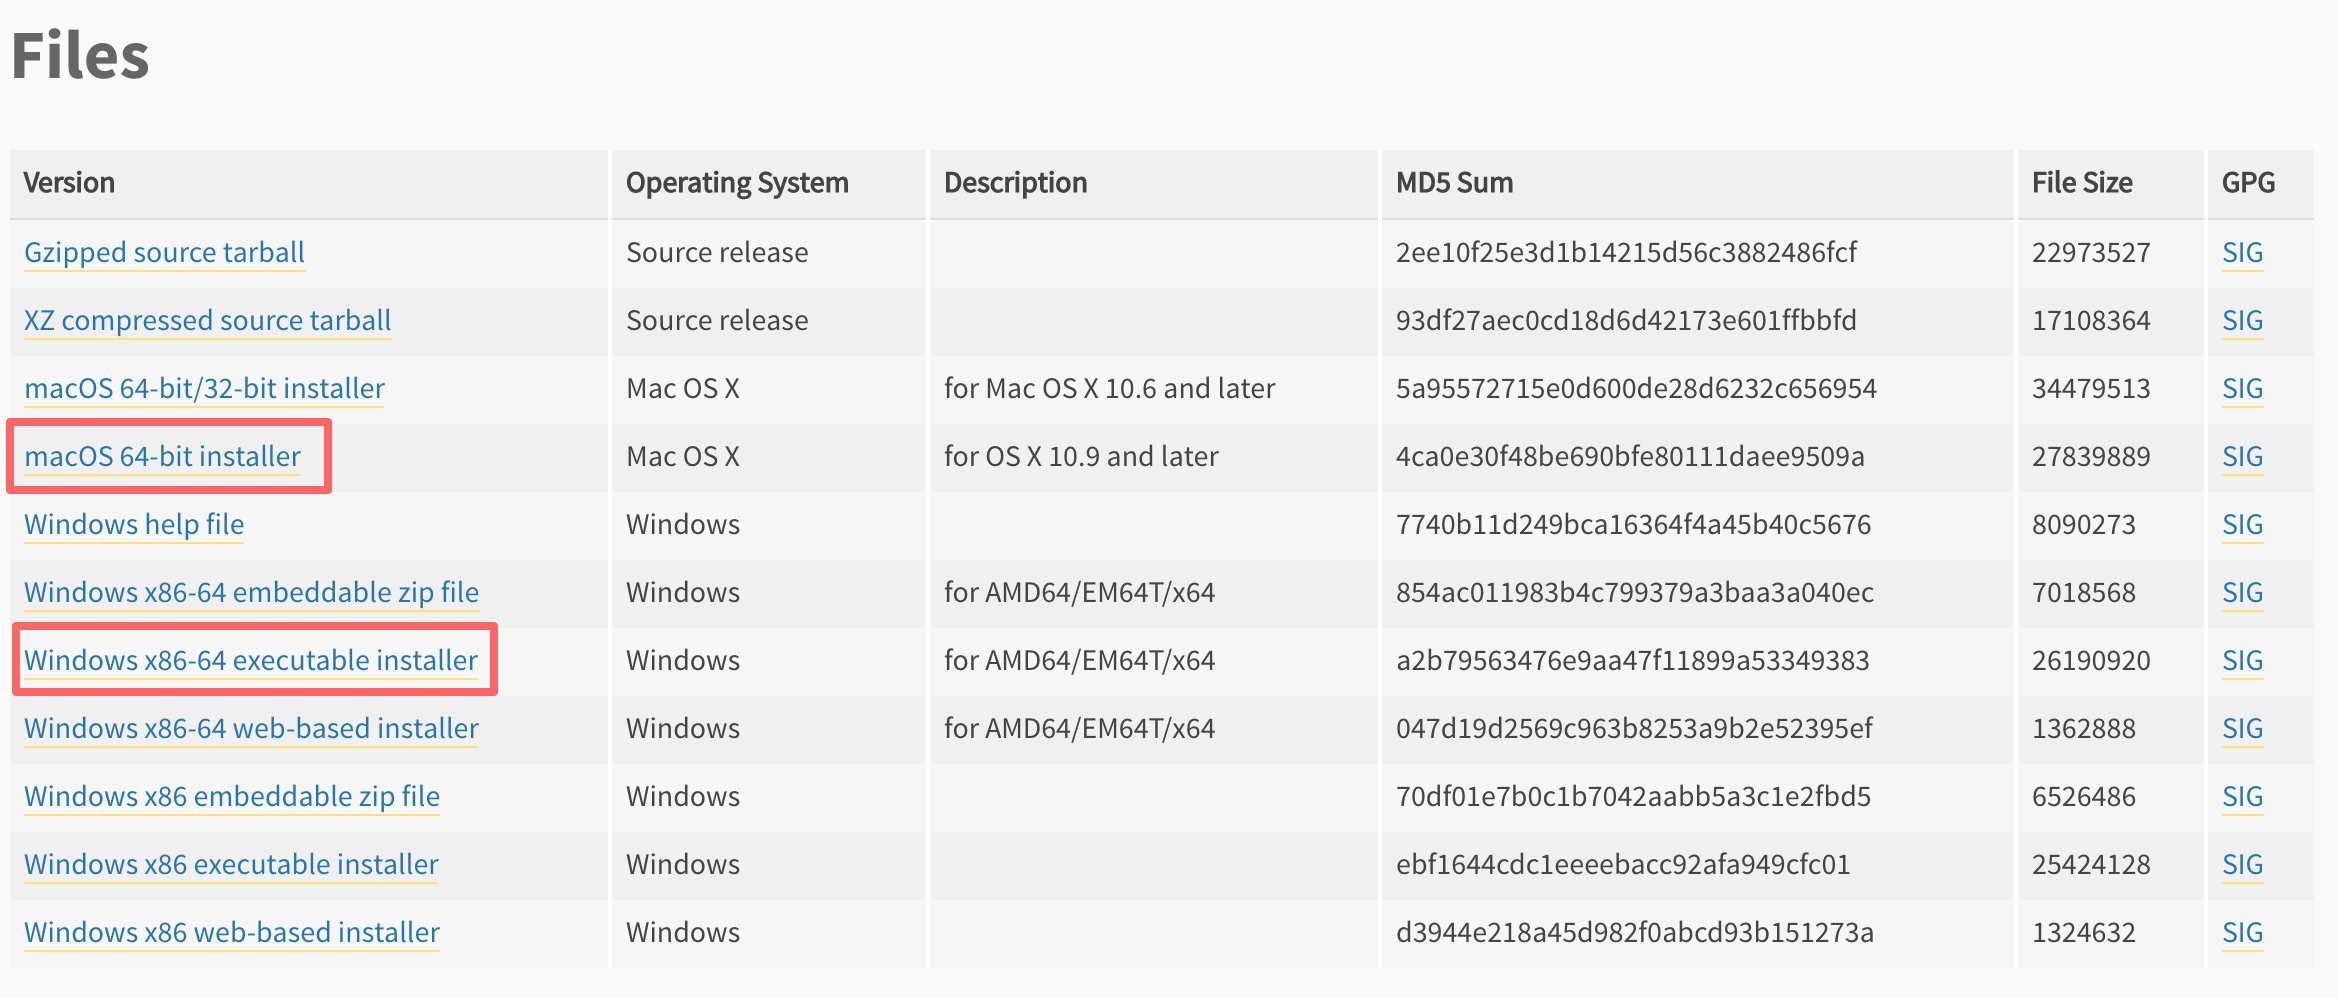 Files
Version Operating System Description MD5 Sum File Size GPG
Gzipped source tarball Source release 2ee10f25e3d1b14215d56c3882486fcf 22973527 SIG
XZ compressed source tarball Source release 93df27aec0cd18d6d42173e601ffbbfd 17108364 SIG
macOS 64-bit/32-bit installer Mac OS X for Mac OS X 10.6 and later 5a95572715e0d600de28d6232c656954 34479513 SIG
macOS 64-bit installer Mac OS X for OS X 10.9 and later 4ca0e30f48be690bfe80111daee9509a 27839889 SIG
Windows help file Windows 7740b11d249bca16364f4a45b40c5676 8090273 SIG
Windows x86-64 embeddable zip file Windows for AMD64/EM64T/x64 854ac011983b4c799379a3baa3a040ec 7018568 SIG
Windows x86-64 executable installer Windows for AMD64/EM64T/x64 a2b79563476e9aa47f11899a53349383 26190920 SIG
Windows x86-64 web-based installer Windows for AMD64/EM64T/x64 047d19d2569c963b8253a9b2e52395ef 1362888 SIG
Windows x86 embeddable zip file Windows 70df01e7b0c1b7042aabb5a3c1e2fbd5 6526486 SIG
Windows x86 executable installer Windows ebf1644cdc1eeeebacc92afa949cfc01 25424128 SIG
Windows x86 web-based installer Windows d3944e218a45d982f0abcd93b151273a 1324632 SIG